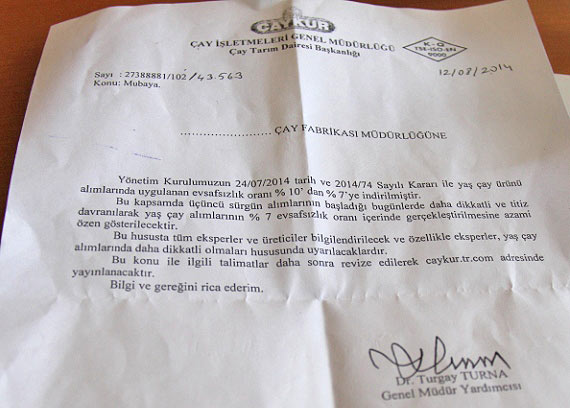 ÇAYKUR
ÇAY İŞLETMELERİ GENEL MÜDÜRLÜĞÜ
Çay Tarım Dairesi Başkanlığı
K-Q
TSE-ISO-EN
9000
Sayı : 27388881/102 /43.563
12/08/2014
Konu: Mubaya.
........................ ÇAY FABRİKASI MÜDÜRLÜĞÜNE
Yönetim Kurulumuzun 24/07/2014 tarih ve 2014/74 Sayılı Kararı ile yaş çay ürünü
alımlarında uygulanan evsafsızlık oranı % 10' dan % 7'ye indirilmiştir.
Bu kapsamda üçüncü sürgün alımlarının başladığı bugünlerde daha dikkatli ve titiz
davranılarak yaş çay alımlarının % 7 evsafsızlık oranı içerinde gerçekleştirilmesine azami
özen gösterilecektir.
Bu hususta tüm eksperler ve üreticiler bilgilendirilecek ve özellikle eksperler, yaş çay
alımlarında daha dikkatli olmaları hususunda uyarılacaklardır.
Bu konu ile ilgili talimatlar daha sonra revize edilerek caykur.tr.com adresinde
yayınlanacaktır.
Bilgi ve gereğini rica ederim.
Dr. Turgay TURNA
Genel Müdür Yardımcısı